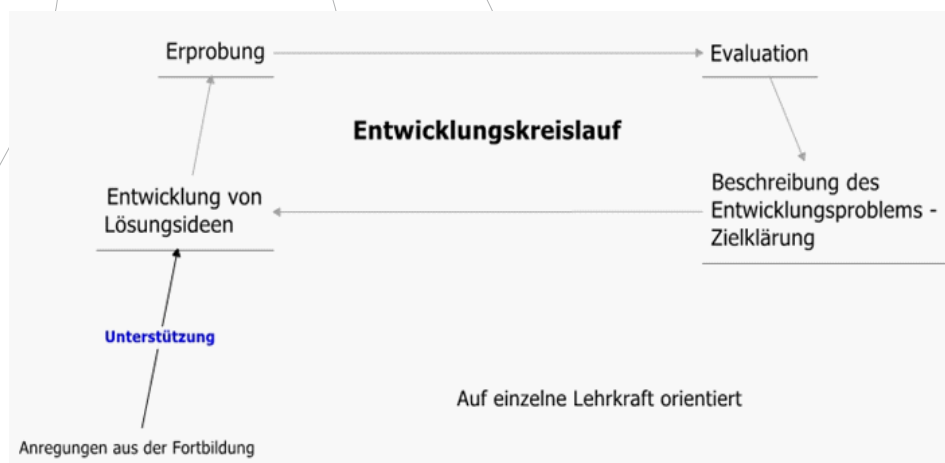 Erprobung
Evaluation
Entwicklungskreislauf
Entwicklung von
Lösungsideen
Beschreibung des
Entwicklungsproblems -
Zielklärung
Unterstützung
Auf einzelne Lehrkraft orientiert
Anregungen aus der Fortbildung